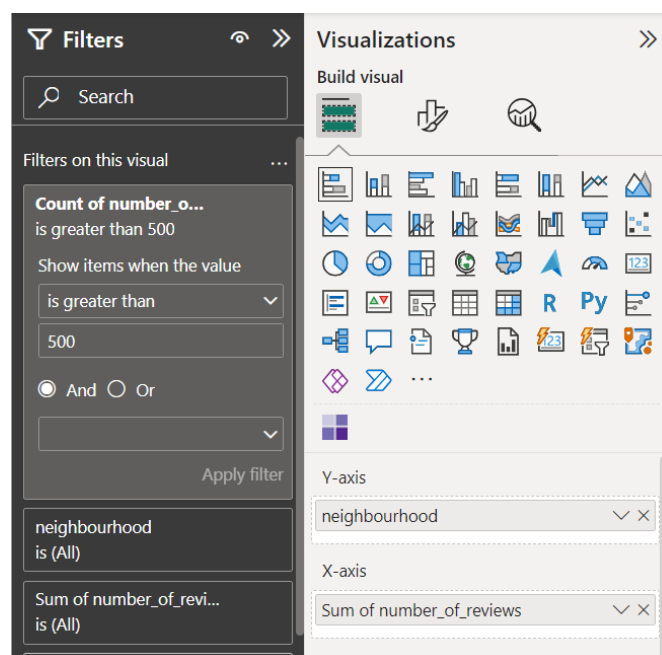 Filters
Search
Filters on this visual
...
Count of number_o...
is greater than 500
Show items when the value
is greater than
500
And Or
Apply filter
neighbourhood
is (All)
Sum of number_of_revi...
is (All)
Visualizations
Build visual
123
R Py
123
...
Y-axis
neighbourhood
X-axis
Sum of number_of_reviews